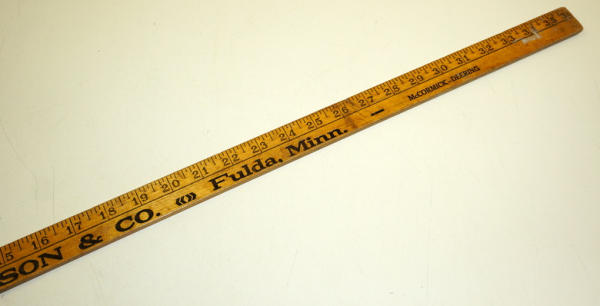 15 16 17 18 19 20 21 22 23 24 25 26 27 28 29 30 31 32 33 34 35
SON & CO. «o» Fulda, Minn. — McCORMICK-DEERING